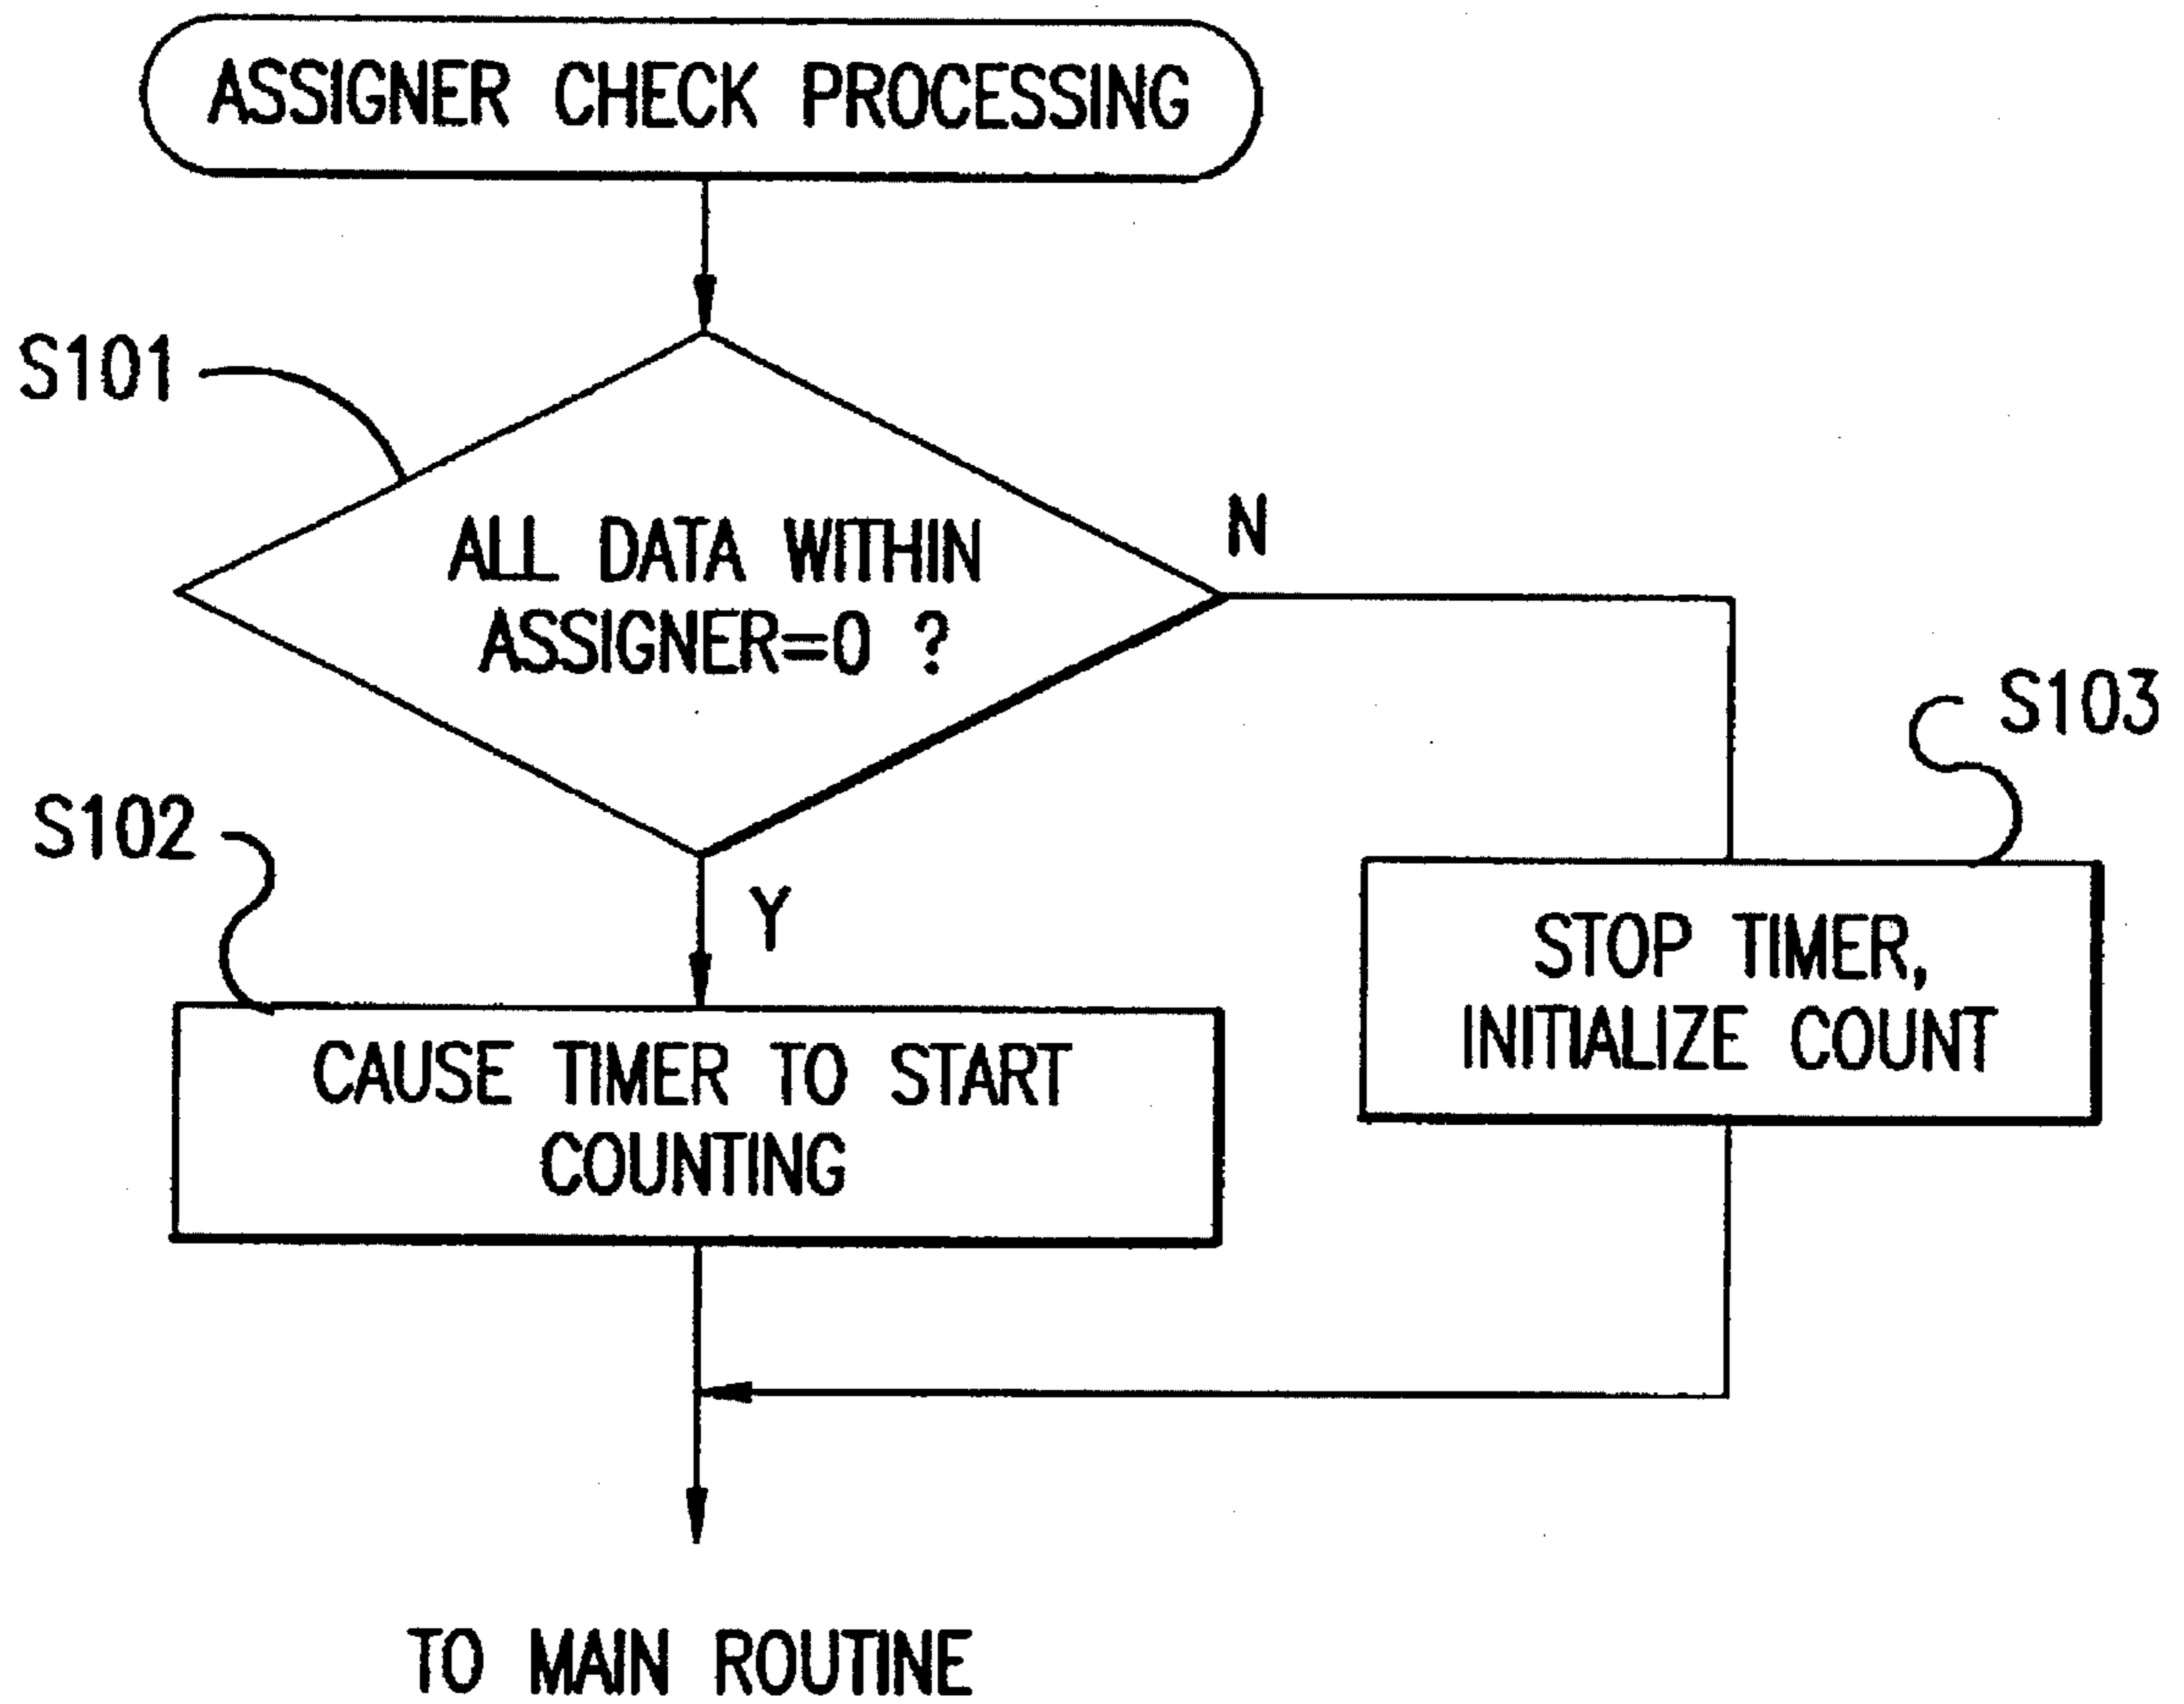 ASSIGNER CHECK PROCESSING
S101
ALL DATA WITHIN
ASSIGNER=0 ?
N
S103
S102
Y
STOP TIMER,
INITIALIZE COUNT
CAUSE TIMER TO START
COUNTING
TO MAIN ROUTINE